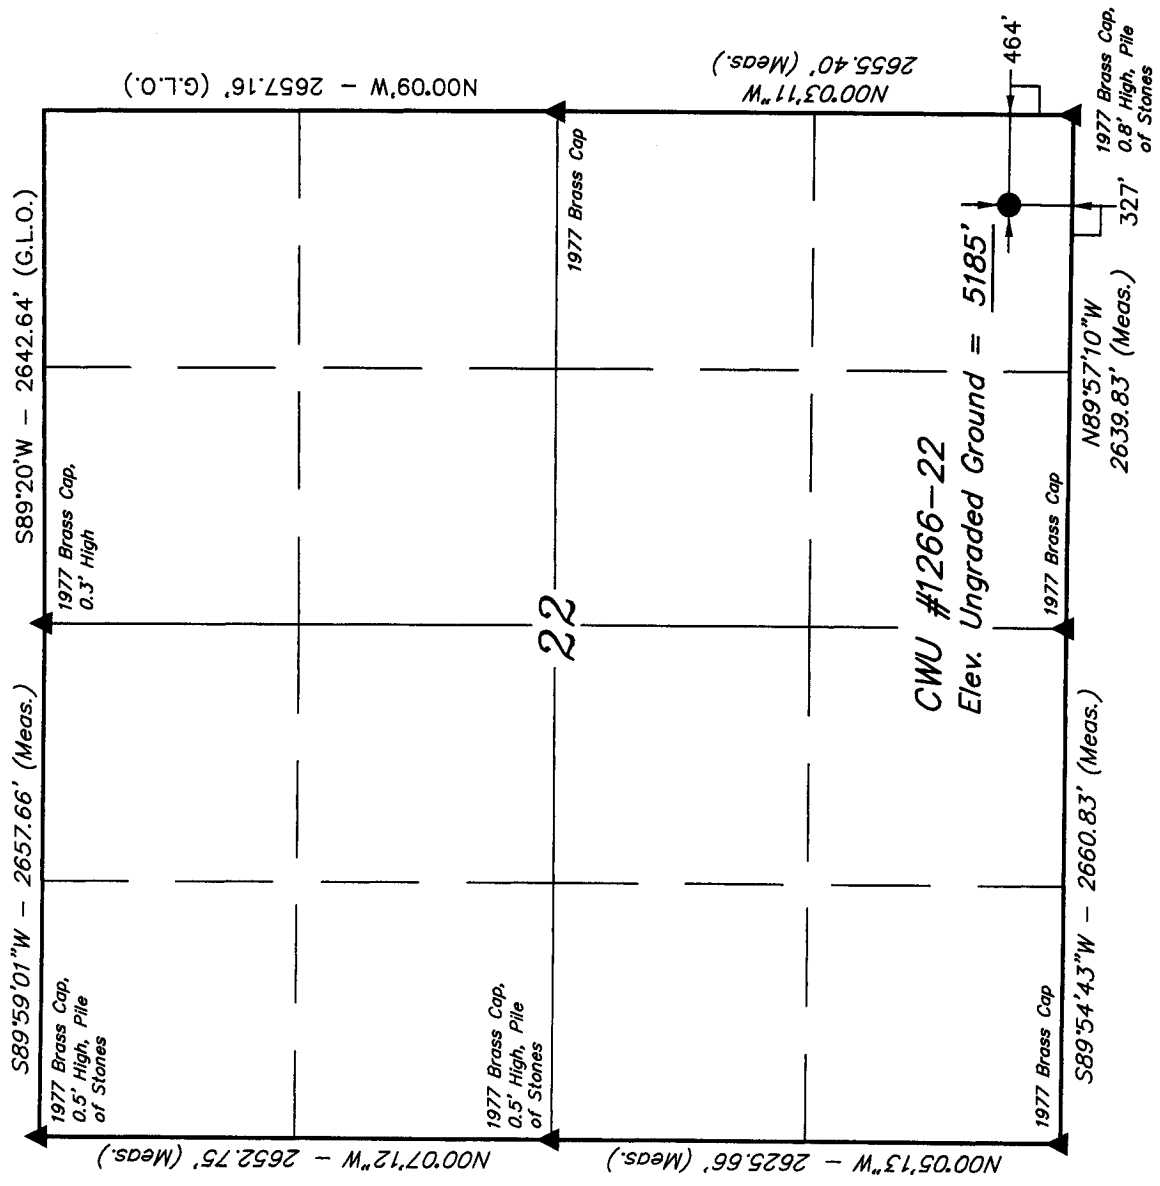 S89°59'01"W - 2657.66' (Meas.)
S89°20'W - 2642.64' (G.L.O.)
1977 Brass Cap,
0.5' High, Pile
of Stones
1977 Brass Cap,
0.3' High
N00°07'12"W - 2652.75' (Meas.)
N00°09'W - 2657.16' (G.L.O.)
1977 Brass Cap,
0.5' High, Pile
of Stones
22
1977 Brass Cap
N00°05'13"W - 2625.66' (Meas.)
N00°03'11"W
2655.40' (Meas.)
CWU #1266-22
Elev. Ungraded Ground = 5185'
464'
327'
1977 Brass Cap
1977 Brass Cap
1977 Brass Cap,
0.8' High, Pile
of Stones
S89°54'43"W - 2660.83' (Meas.)
N89°57'10"W
2639.83' (Meas.)